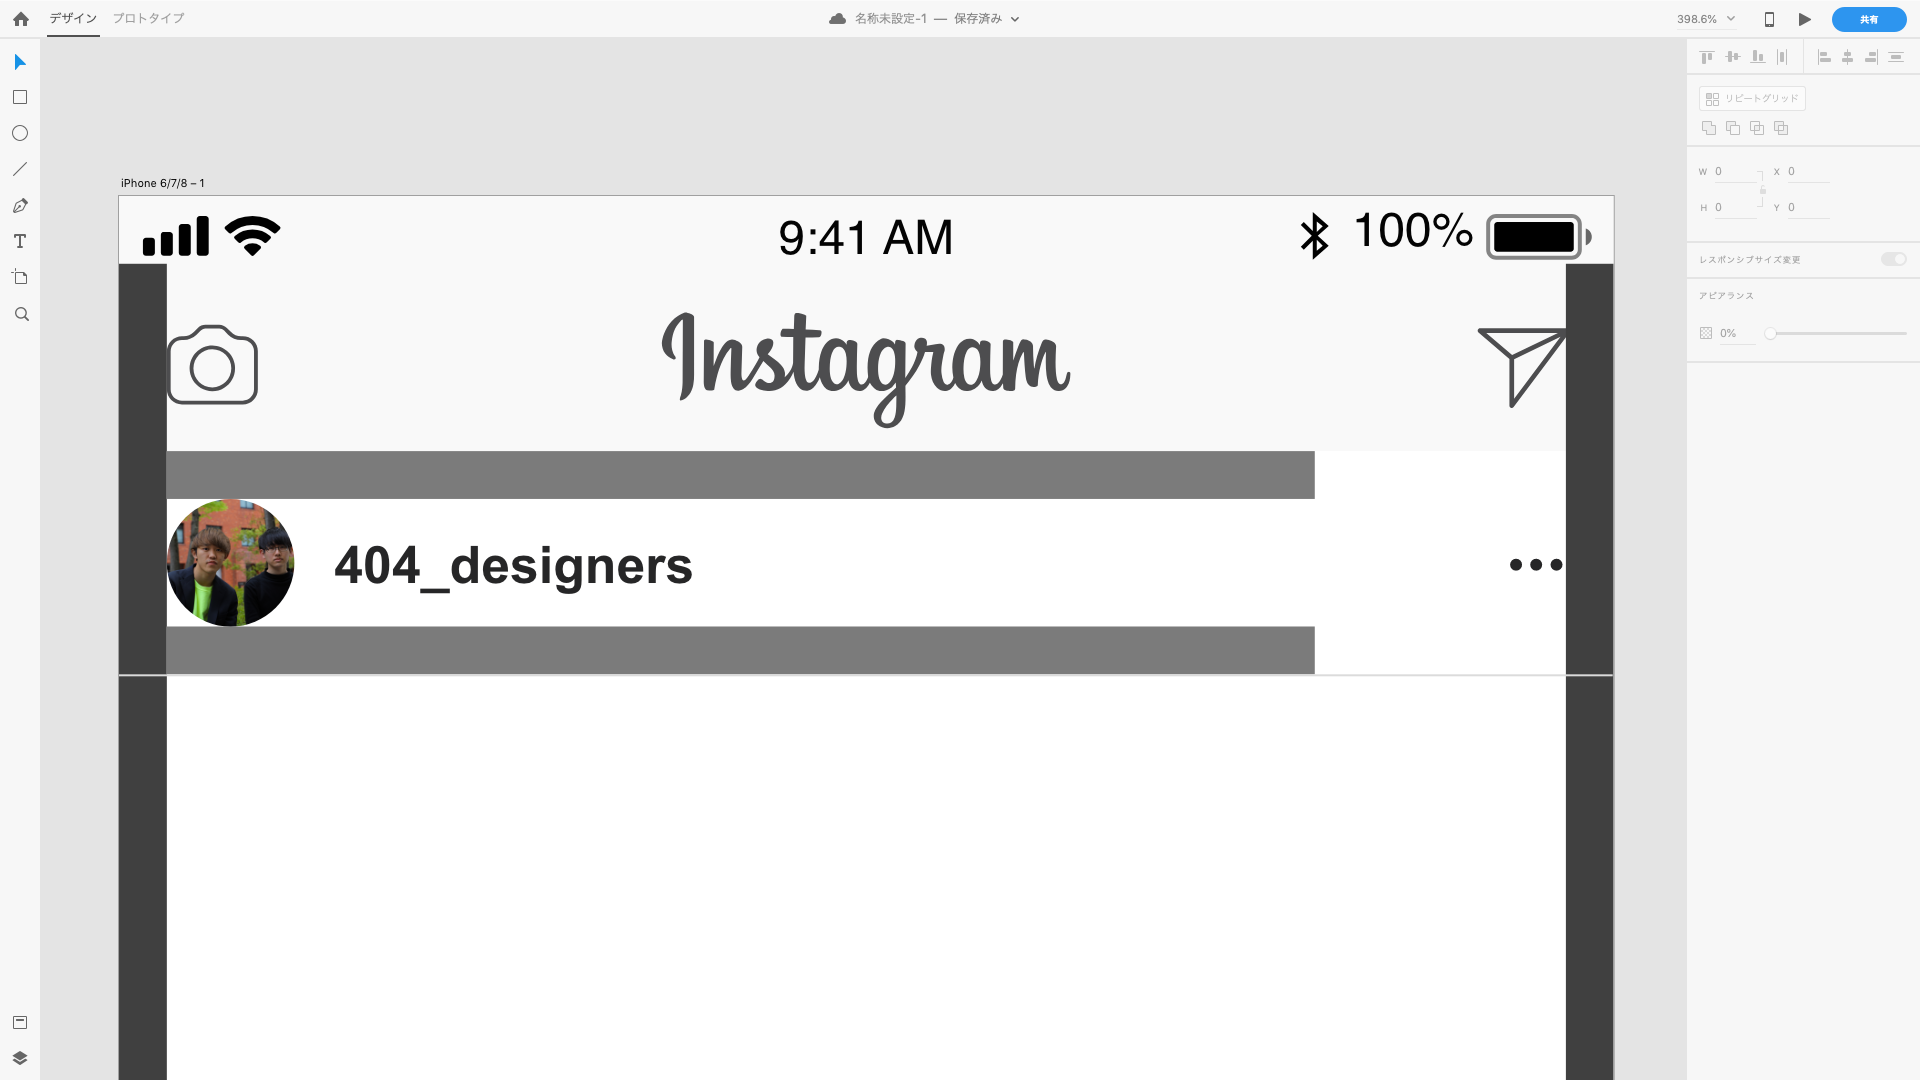 デザイン プロトタイプ
名称未設定-1 — 保存済み
398.6%
共有
リピートグリッド
W 0 X 0
H 0 Y 0
レスポンシブサイズ変更
アピアランス
0%
iPhone 6/7/8 – 1
9:41 AM
100%
Instagram
404_designers